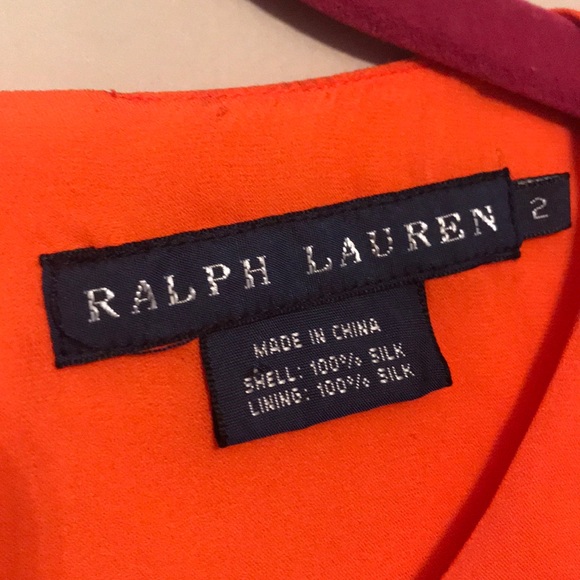 RALPH LAUREN
2
MADE IN CHINA
SHELL: 100% SILK
LINING: 100% SILK